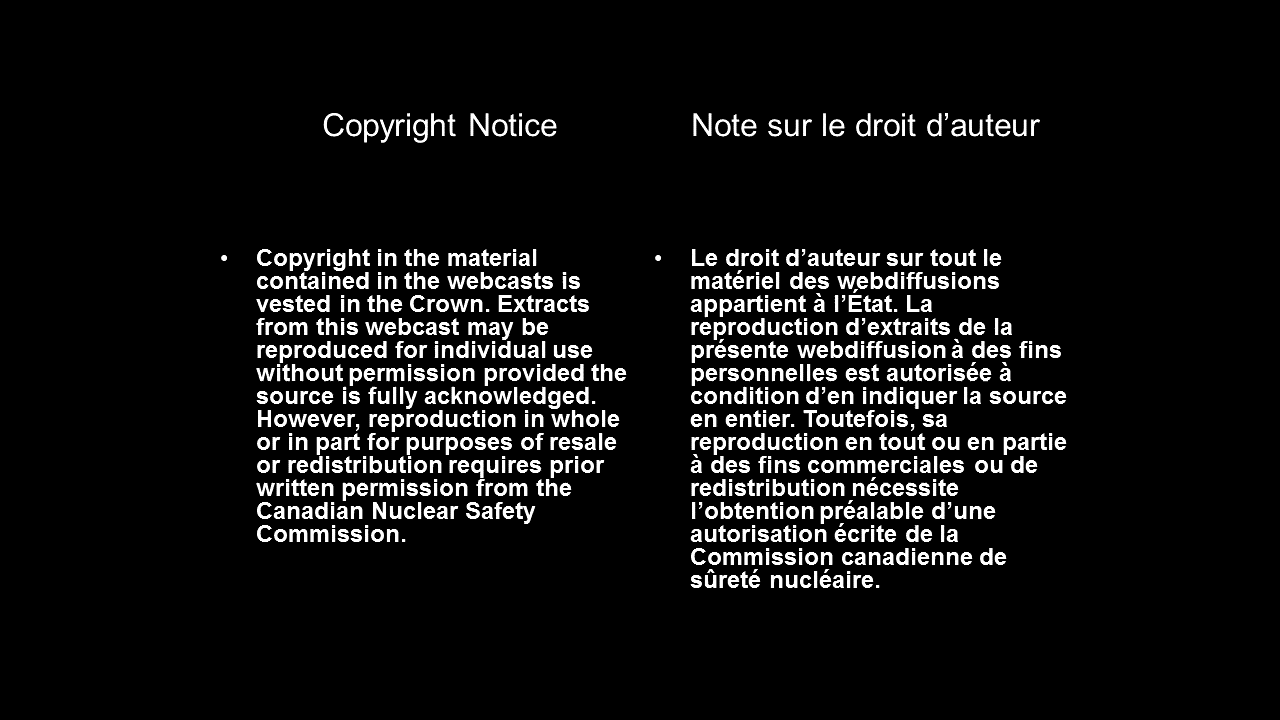 Copyright Notice
• Copyright in the material
contained in the webcasts is
vested in the Crown. Extracts
from this webcast may be
reproduced for individual use
without permission provided the
source is fully acknowledged.
However, reproduction in whole
or in part for purposes of resale
or redistribution requires prior
written permission from the
Canadian Nuclear Safety
Commission.
Note sur le droit d’auteur
• Le droit d’auteur sur tout le
matériel des webdiffusions
appartient à l’État. La
reproduction d’extraits de la
présente webdiffusion à des fins
personnelles est autorisée à
condition d’en indiquer la source
en entier. Toutefois, sa
reproduction en tout ou en partie
à des fins commerciales ou de
redistribution nécessite
l’obtention préalable d’une
autorisation écrite de la
Commission canadienne de
sûreté nucléaire.